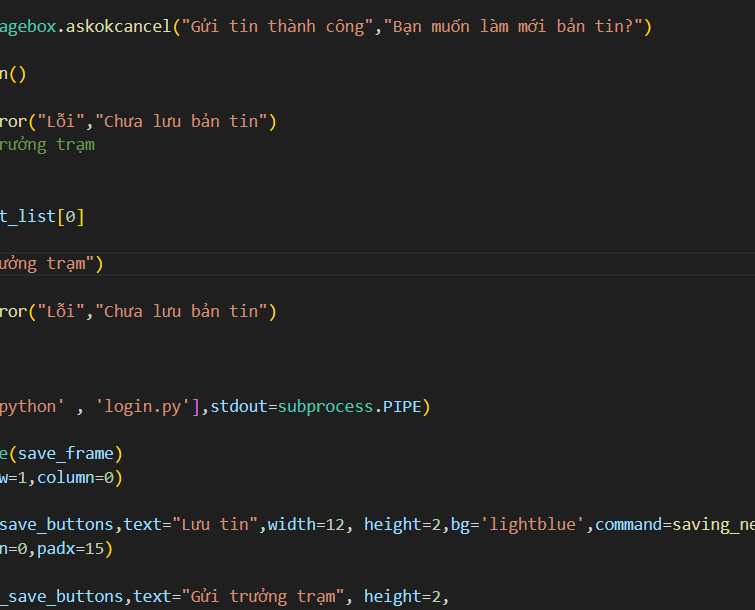 agebox.askokcancel("Gửi tin thành công","Bạn muốn làm mới bản tin?")
n()
ror("Lỗi","Chưa lưu bản tin")
rưởng trạm
t_list[0]
ưởng trạm")
ror("Lỗi","Chưa lưu bản tin")
python' , 'login.py'],stdout=subprocess.PIPE)
e(save_frame)
w=1,column=0)
save_buttons,text="Lưu tin",width=12, height=2,bg='lightblue',command=saving_ne
n=0,padx=15)
_save_buttons,text="Gửi trưởng trạm", height=2,